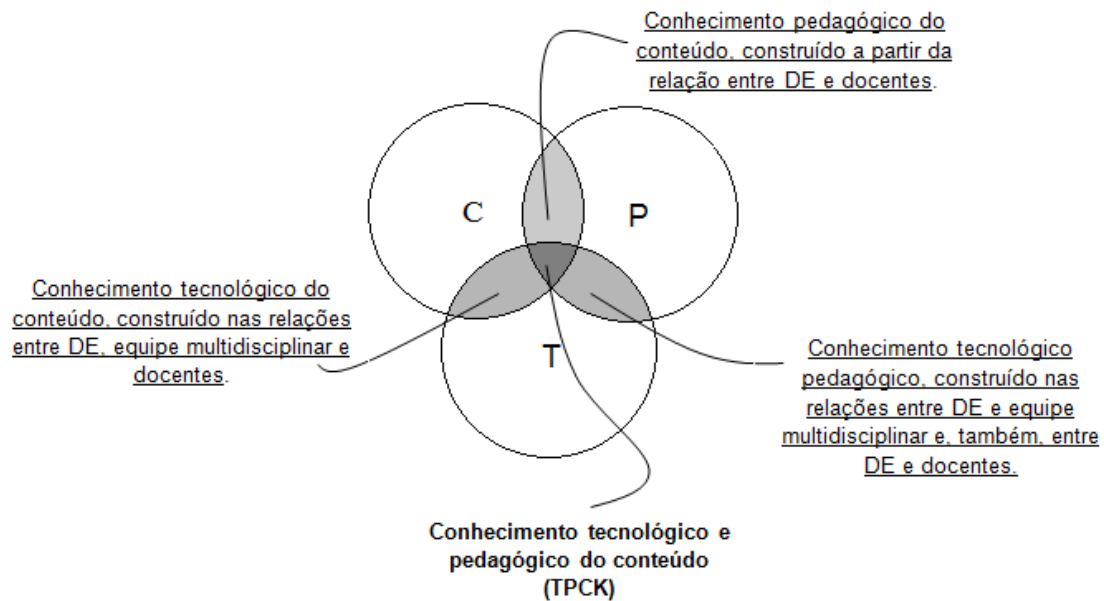 Conhecimento pedagógico do
conteúdo, construído a partir da
relação entre DE e docentes.
C
P
Conhecimento tecnológico do
conteúdo, construído nas relações
entre DE, equipe multidisciplinar e
docentes.
T
Conhecimento tecnológico
pedagógico, construído nas
relações entre DE e equipe
multidisciplinar e, também, entre
DE e docentes.
Conhecimento tecnológico e
pedagógico do conteúdo
(TPCK)